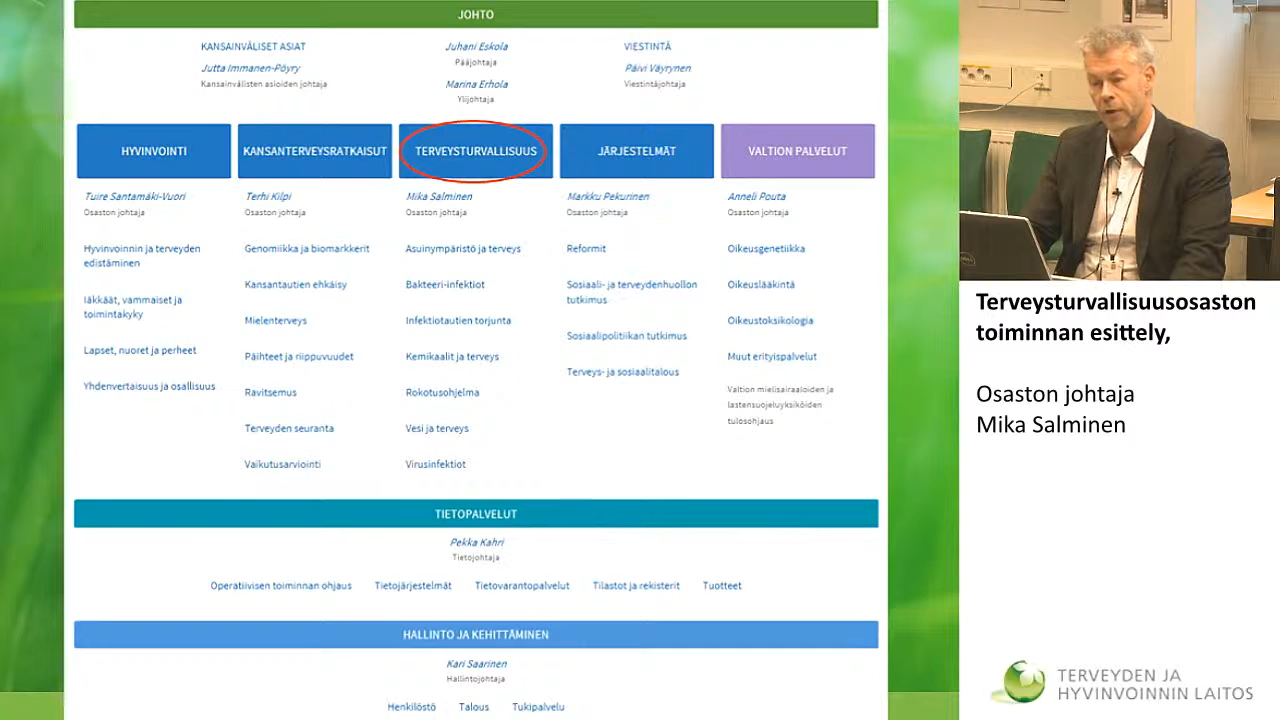 JOHTO
KANSAINVÄLISET ASIAT
Jutta Immanen-Pöyry
Kansainvälisten asioiden johtaja
Juhani Eskola
Pääjohtaja
Marina Erhola
Ylijohtaja
VIESTINTÄ
Päivi Väyrynen
Viestintäjohtaja
HYVINVOINTI
Tuire Santamäki-Vuori
Osaston johtaja
Hyvinvoinnin ja terveyden
edistäminen
Iäkkäät, vammaiset ja
toimintakyky
Lapset, nuoret ja perheet
Yhdenvertaisuus ja osallisuus
KANSANTERVEYSRATKAISUT
Terhi Kilpi
Osaston johtaja
Genomiikka ja biomarkkerit
Kansantautien ehkäisy
Mielenterveys
Päihteet ja riippuvuudet
Ravitsemus
Terveyden seuranta
Vaikutusarviointi
TERVEYSTURVALLISUUS
Mika Salminen
Osaston johtaja
Asuinympäristö ja terveys
Bakteeri-infektiot
Infektiotautien torjunta
Kemikaalit ja terveys
Rokotusohjelma
Vesi ja terveys
Virusinfektiot
JÄRJESTELMÄT
Markku Pekurinen
Osaston johtaja
Reformit
Sosiaali- ja terveydenhuollon
tutkimus
Sosiaalipolitiikan tutkimus
Terveys- ja sosiaalitalous
VALTION PALVELUT
Anneli Pouta
Osaston johtaja
Oikeusgenetiikka
Oikeuslääkintä
Oikeustoksikologia
Muut erityispalvelut
Valtion mielisairaaloiden ja
lastensuojeluyksiköiden
tulosohjaus
TIETOPALVELUT
Pekka Kahri
Tietojohtaja
Operatiivisen toiminnan ohjaus
Tietojärjestelmät
Tietovarantopalvelut
Tilastot ja rekisterit
Tuotteet
HALLINTO JA KEHITTÄMINEN
Kari Saarinen
Hallintojohtaja
Henkilöstö
Talous
Tukipalvelu
Terveysturvallisuusosaston
toiminnan esittely,
Osaston johtaja
Mika Salminen
TERVEYDEN JA
HYVINVOINNIN LAITOS